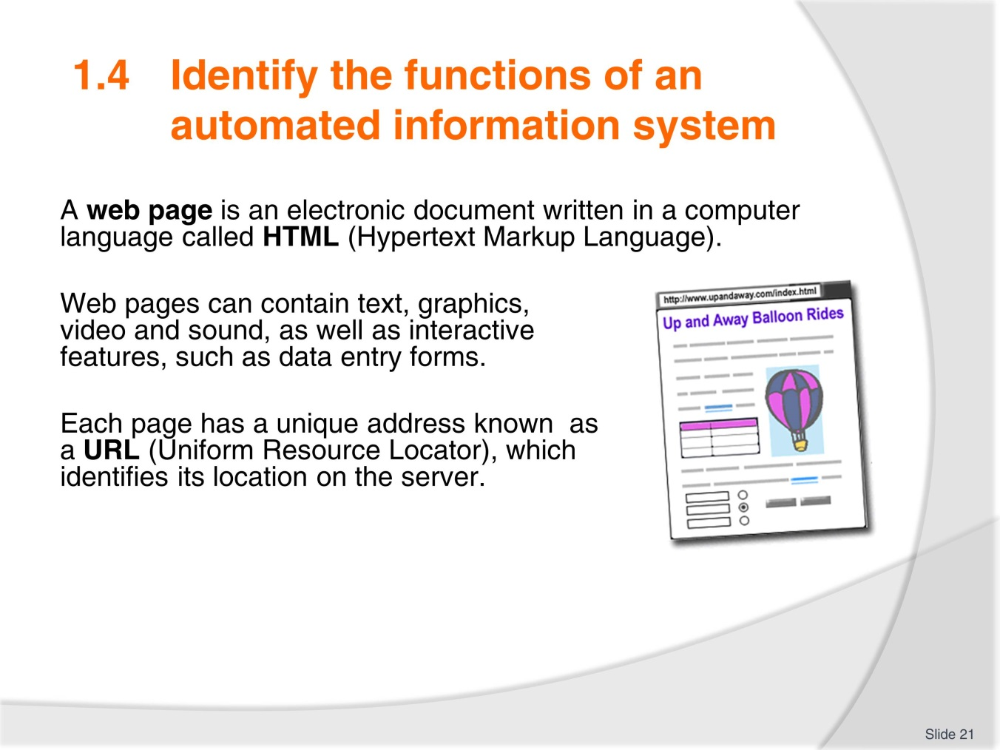 1.4 Identify the functions of an
automated information system
A web page is an electronic document written in a computer
language called HTML (Hypertext Markup Language).
Web pages can contain text, graphics,
video and sound, as well as interactive
features, such as data entry forms.
Each page has a unique address known  as
a URL (Uniform Resource Locator), which
identifies its location on the server.
http://www.upandaway.com/index.html
Up and Away Balloon Rides
Slide 21